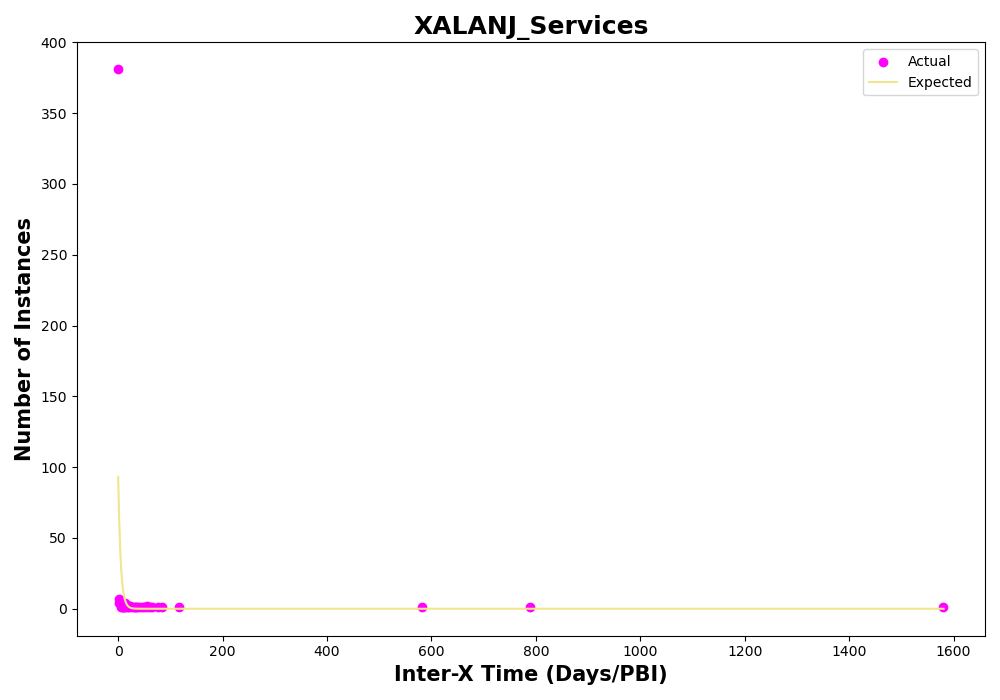 XALANJ_Services
Actual
Expected
400
350
300
250
200
150
100
50
0
Number of Instances
0 200 400 600 800 1000 1200 1400 1600
Inter-X Time (Days/PBI)